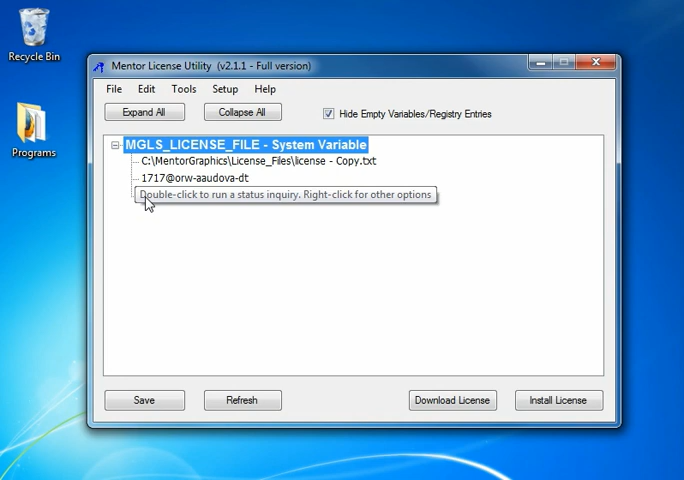 Recycle Bin
Programs
Mentor License Utility (v2.1.1 - Full version)
File Edit Tools Setup Help
Expand All Collapse All Hide Empty Variables/Registry Entries
MGLS_LICENSE_FILE - System Variable
C:\MentorGraphics\License_Files\license - Copy.txt
1717@orw-aaudova-dt
Double-click to run a status inquiry. Right-click for other options
Save Refresh Download License Install License